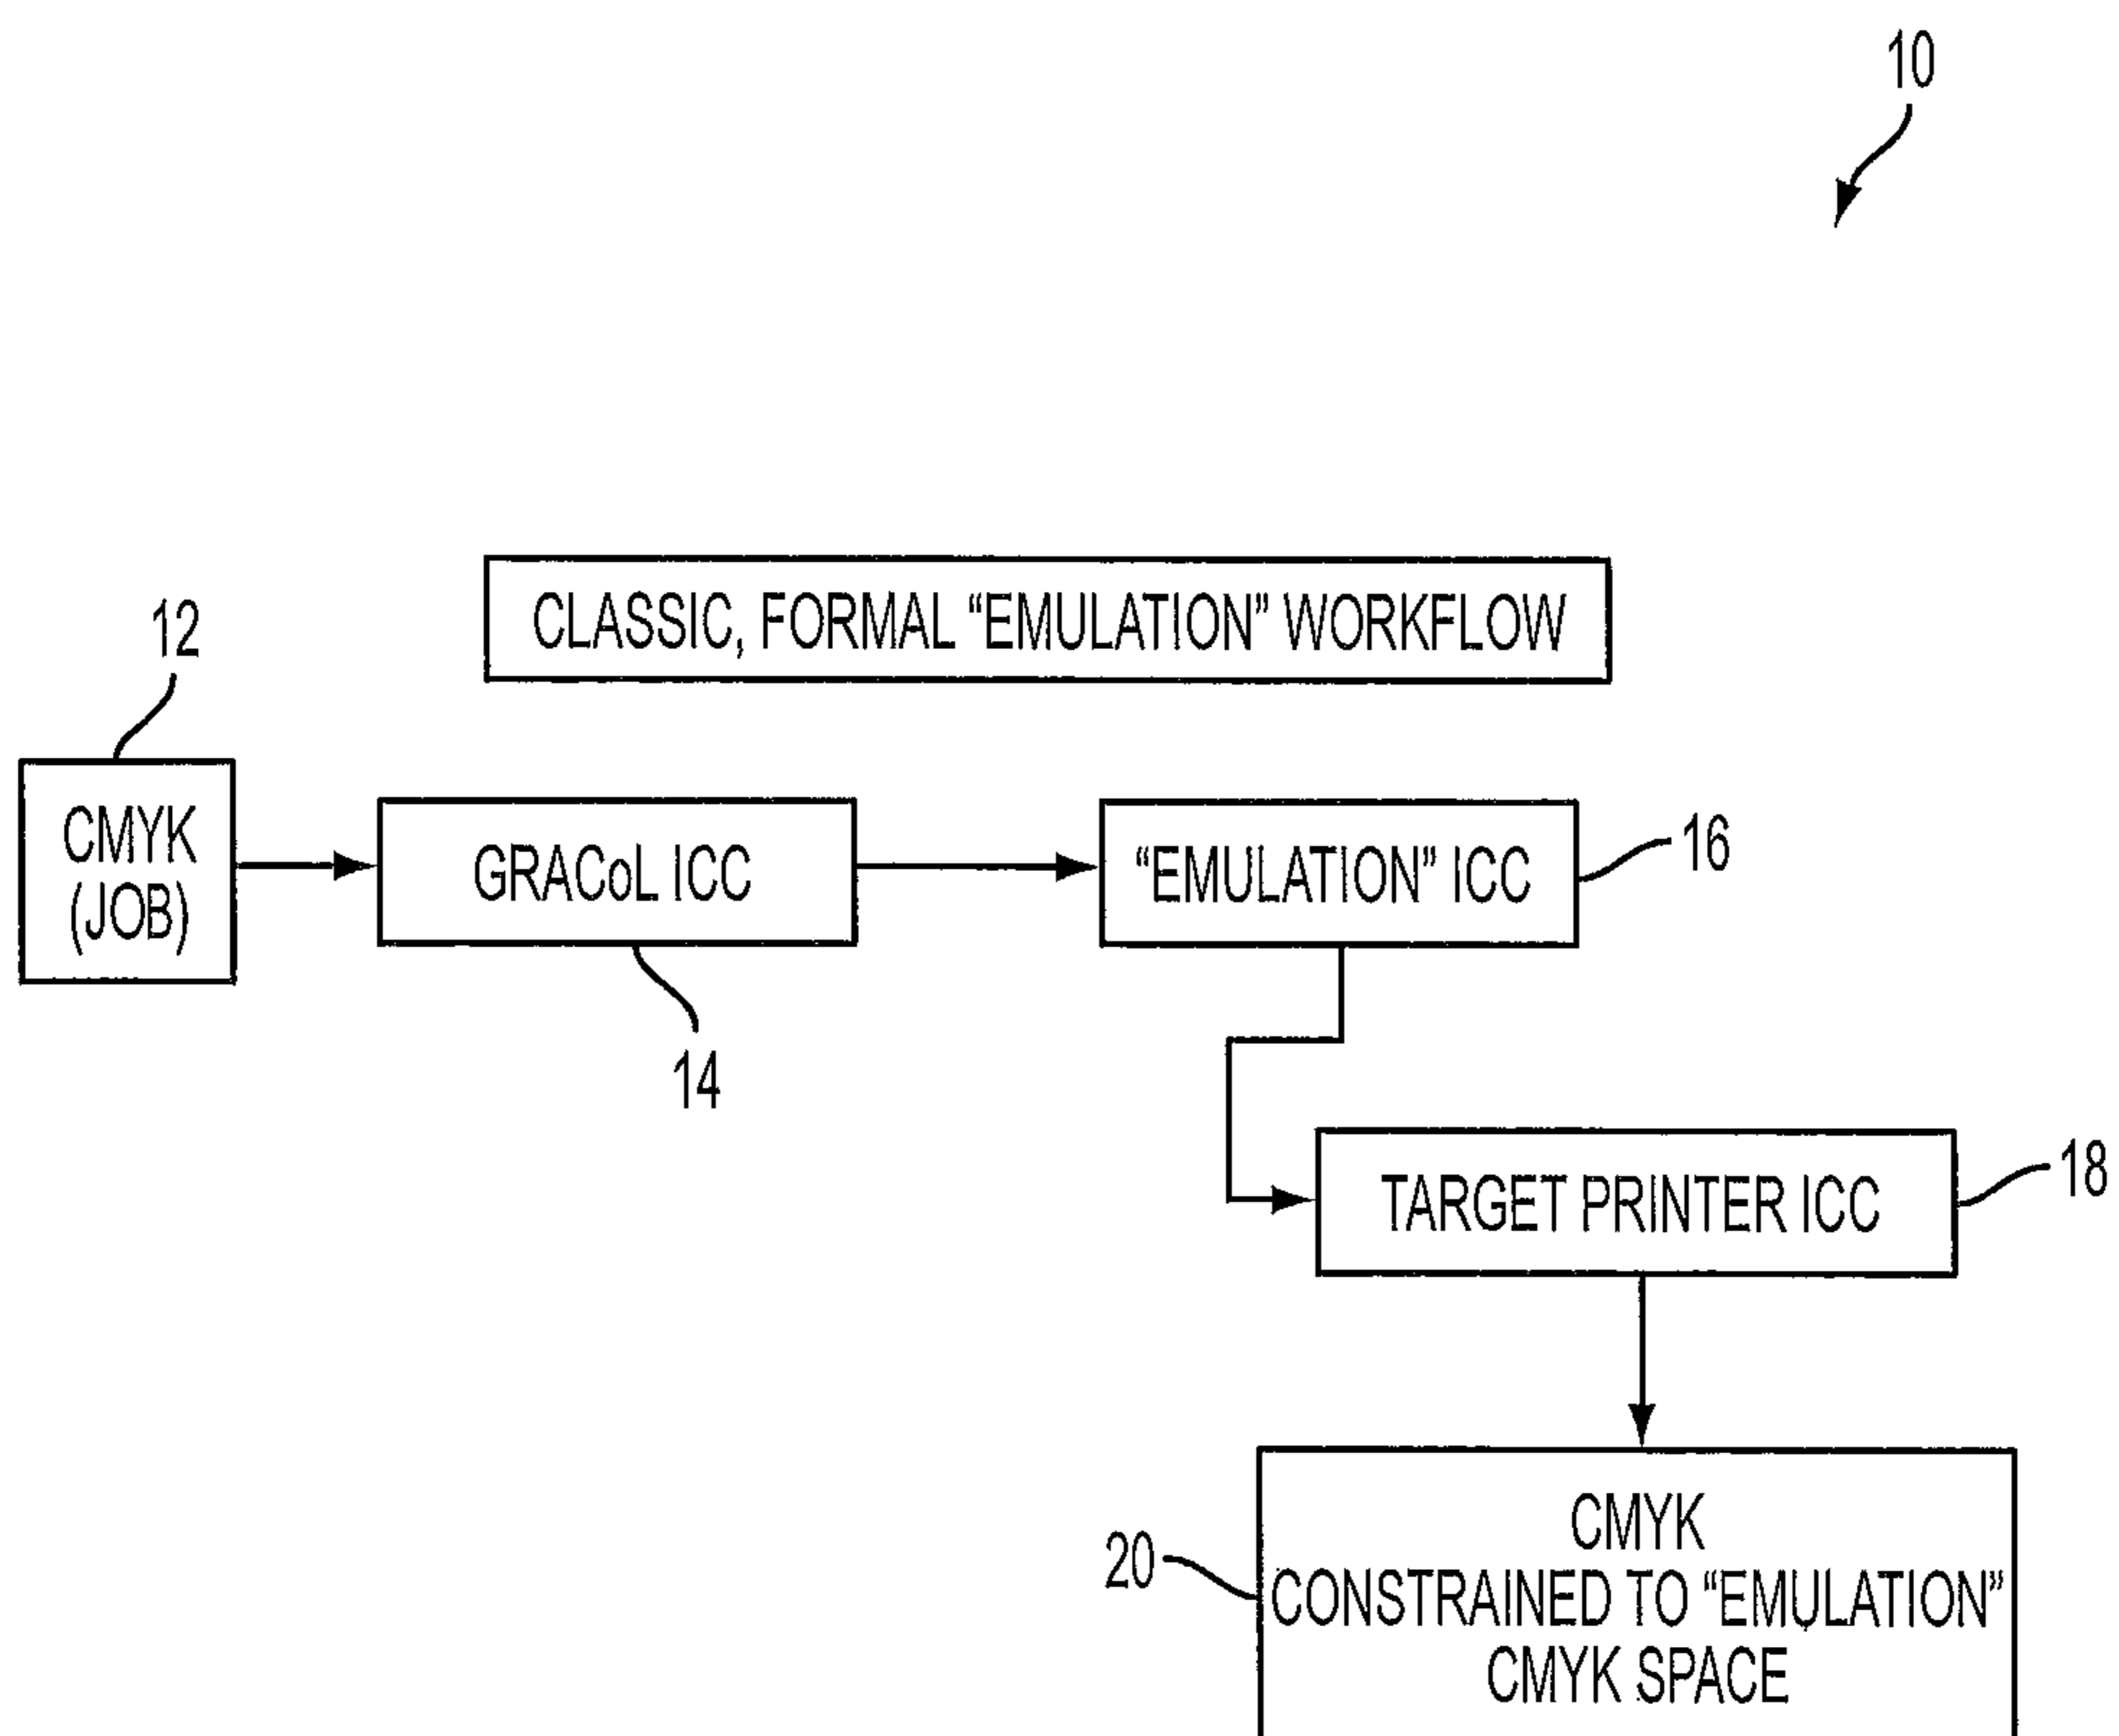 10
CLASSIC, FORMAL “EMULATION” WORKFLOW
12
CMYK
(JOB)
GRACoL ICC
“EMULATION” ICC
16
14
TARGET PRINTER ICC
18
CMYK
20
CONSTRAINED TO “EMULATION”
CMYK SPACE